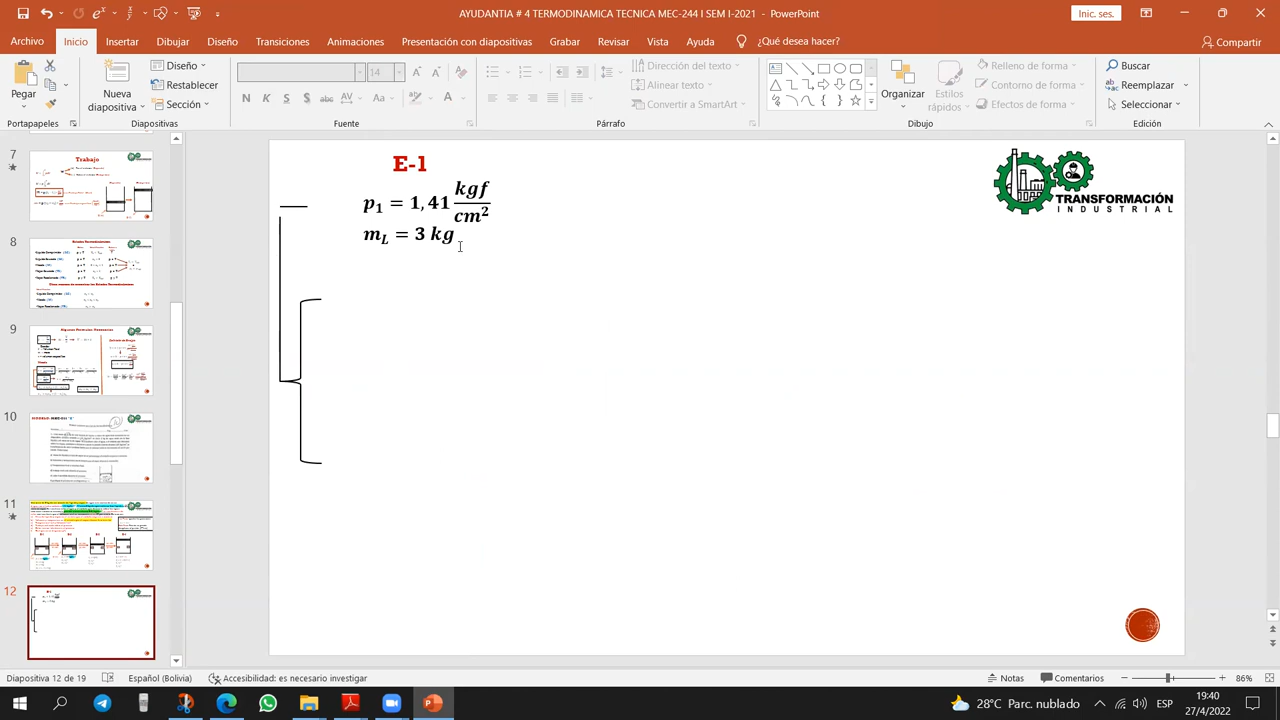 AYUDANTIA # 4 TERMODINAMICA TECNICA MEC-244 I SEM I-2021 - PowerPoint
Inic. ses.
Archivo Inicio Insertar Dibujar Diseño Transiciones Animaciones Presentación con diapositivas Grabar Revisar Vista Ayuda ¿Qué desea hacer? Compartir
Pegar
Nueva diapositiva
Diseño
Restablecer
Sección
14
N K S abc AV Aa A
Dirección del texto
Alinear texto
Convertir a SmartArt
Organizar
Estilos rápidos
Relleno de forma
Contorno de forma
Efectos de forma
Buscar
Reemplazar
Seleccionar
Portapapeles Diapositivas Fuente Párrafo Dibujo Edición
7
Trabajo
9
10
11
12
E-1
p₁ = 1,41 kgf/cm²
m_L = 3 kg
TRANSFORMACIÓN
INDUSTRIAL
Diapositiva 12 de 19 Español (Bolivia) Accesibilidad: es necesario investigar Notas Comentarios 86%
28°C Parc. nublado ESP 19:40
27/4/2022